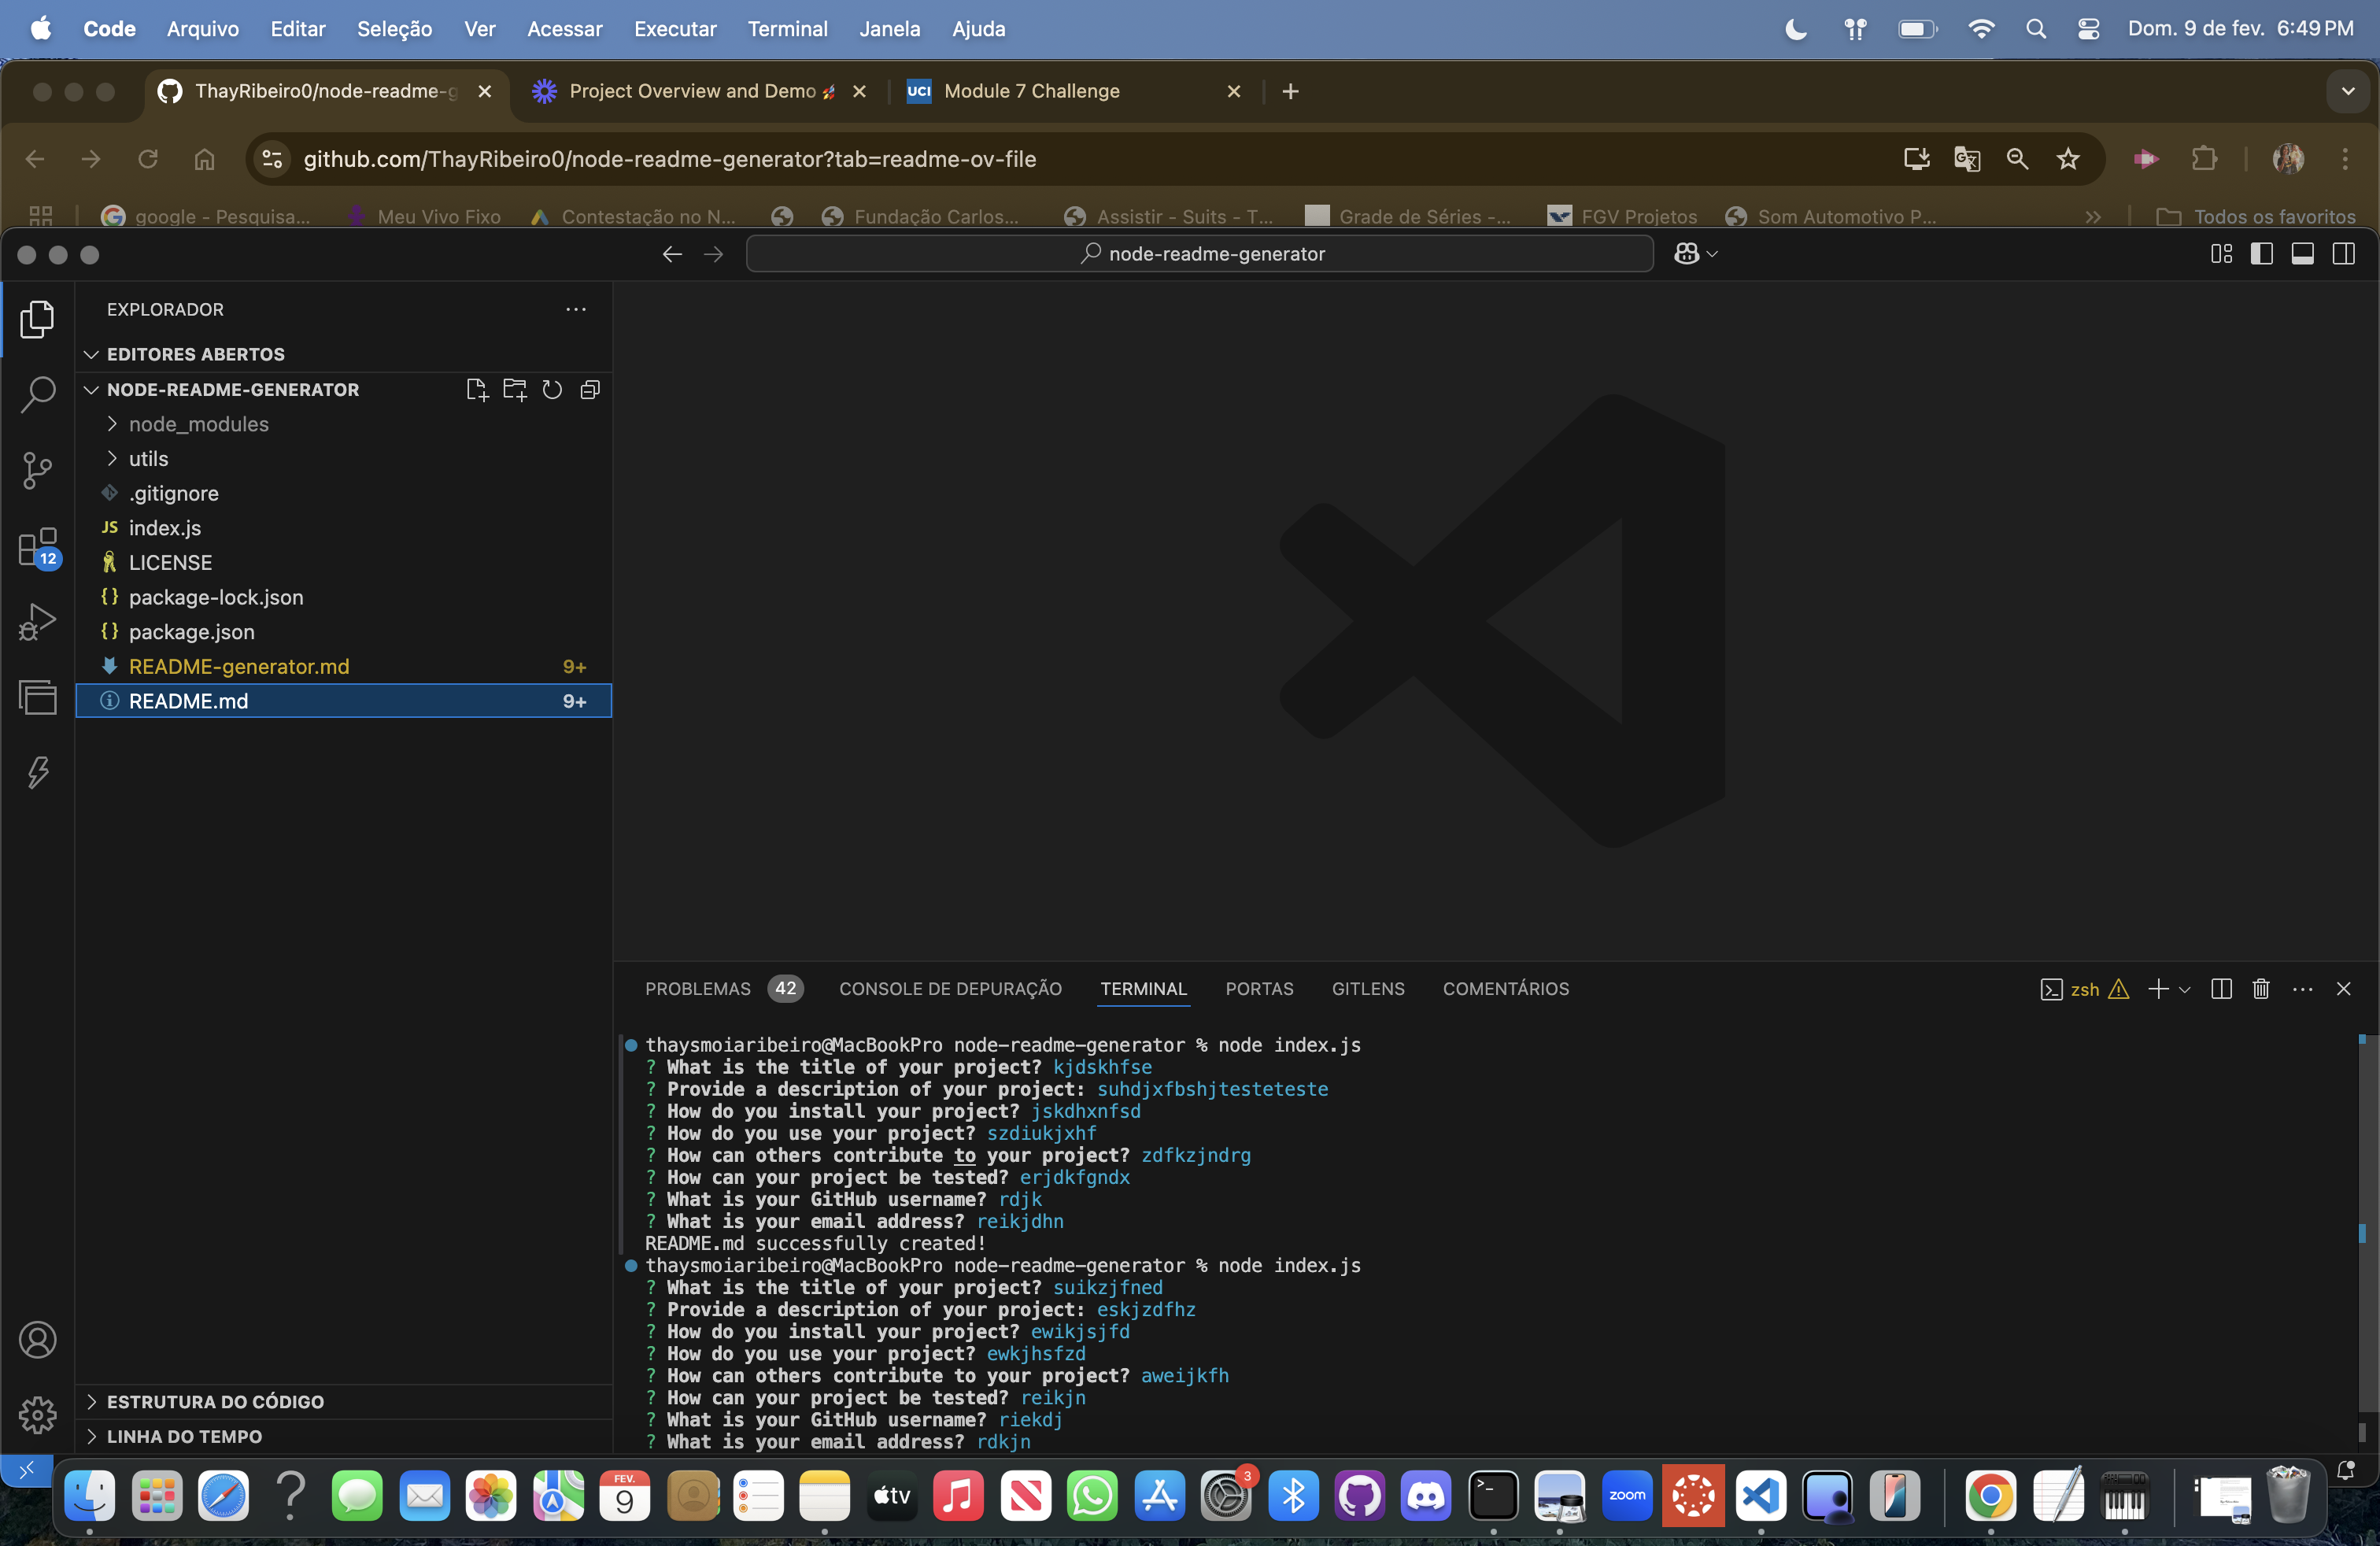 Code Arquivo Editar Seleção Ver Acessar Executar Terminal Janela Ajuda Dom. 9 de fev. 6:49 PM
ThayRibeiro0/node-readme-g Project Overview and Demo UCI Module 7 Challenge
github.com/ThayRibeiro0/node-readme-generator?tab=readme-ov-file
google - Pesquisa... Meu Vivo Fixo Contestação no N... Fundação Carlos... Assistir - Suits - T... Grade de Séries -... FGV Projetos Som Automotivo P... Todos os favoritos
node-readme-generator
EXPLORADOR
EDITORES ABERTOS
NODE-README-GENERATOR
node_modules
utils
.gitignore
JS index.js
12
LICENSE
{} package-lock.json
{} package.json
README-generator.md 9+
README.md 9+
ESTRUTURA DO CÓDIGO
LINHA DO TEMPO
PROBLEMAS 42 CONSOLE DE DEPURAÇÃO TERMINAL PORTAS GITLENS COMENTÁRIOS zsh
thaysmoiaribeiro@MacBookPro node-readme-generator % node index.js
? What is the title of your project? kjdskhfse
? Provide a description of your project: suhdjxfbshjtesteteste
? How do you install your project? jskdhxnfsd
? How do you use your project? szdiukjxhf
? How can others contribute to your project? zdfkzjndrg
? How can your project be tested? erjdkfgndx
? What is your GitHub username? rdjk
? What is your email address? reikjdhn
README.md successfully created!
thaysmoiaribeiro@MacBookPro node-readme-generator % node index.js
? What is the title of your project? suikzjfned
? Provide a description of your project: eskjzdfhz
? How do you install your project? ewikjsjfd
? How do you use your project? ewkjhsfzd
? How can others contribute to your project? aweijkfh
? How can your project be tested? reikjn
? What is your GitHub username? riekdj
? What is your email address? rdkjn
FEV. 9 tv 3 zoom